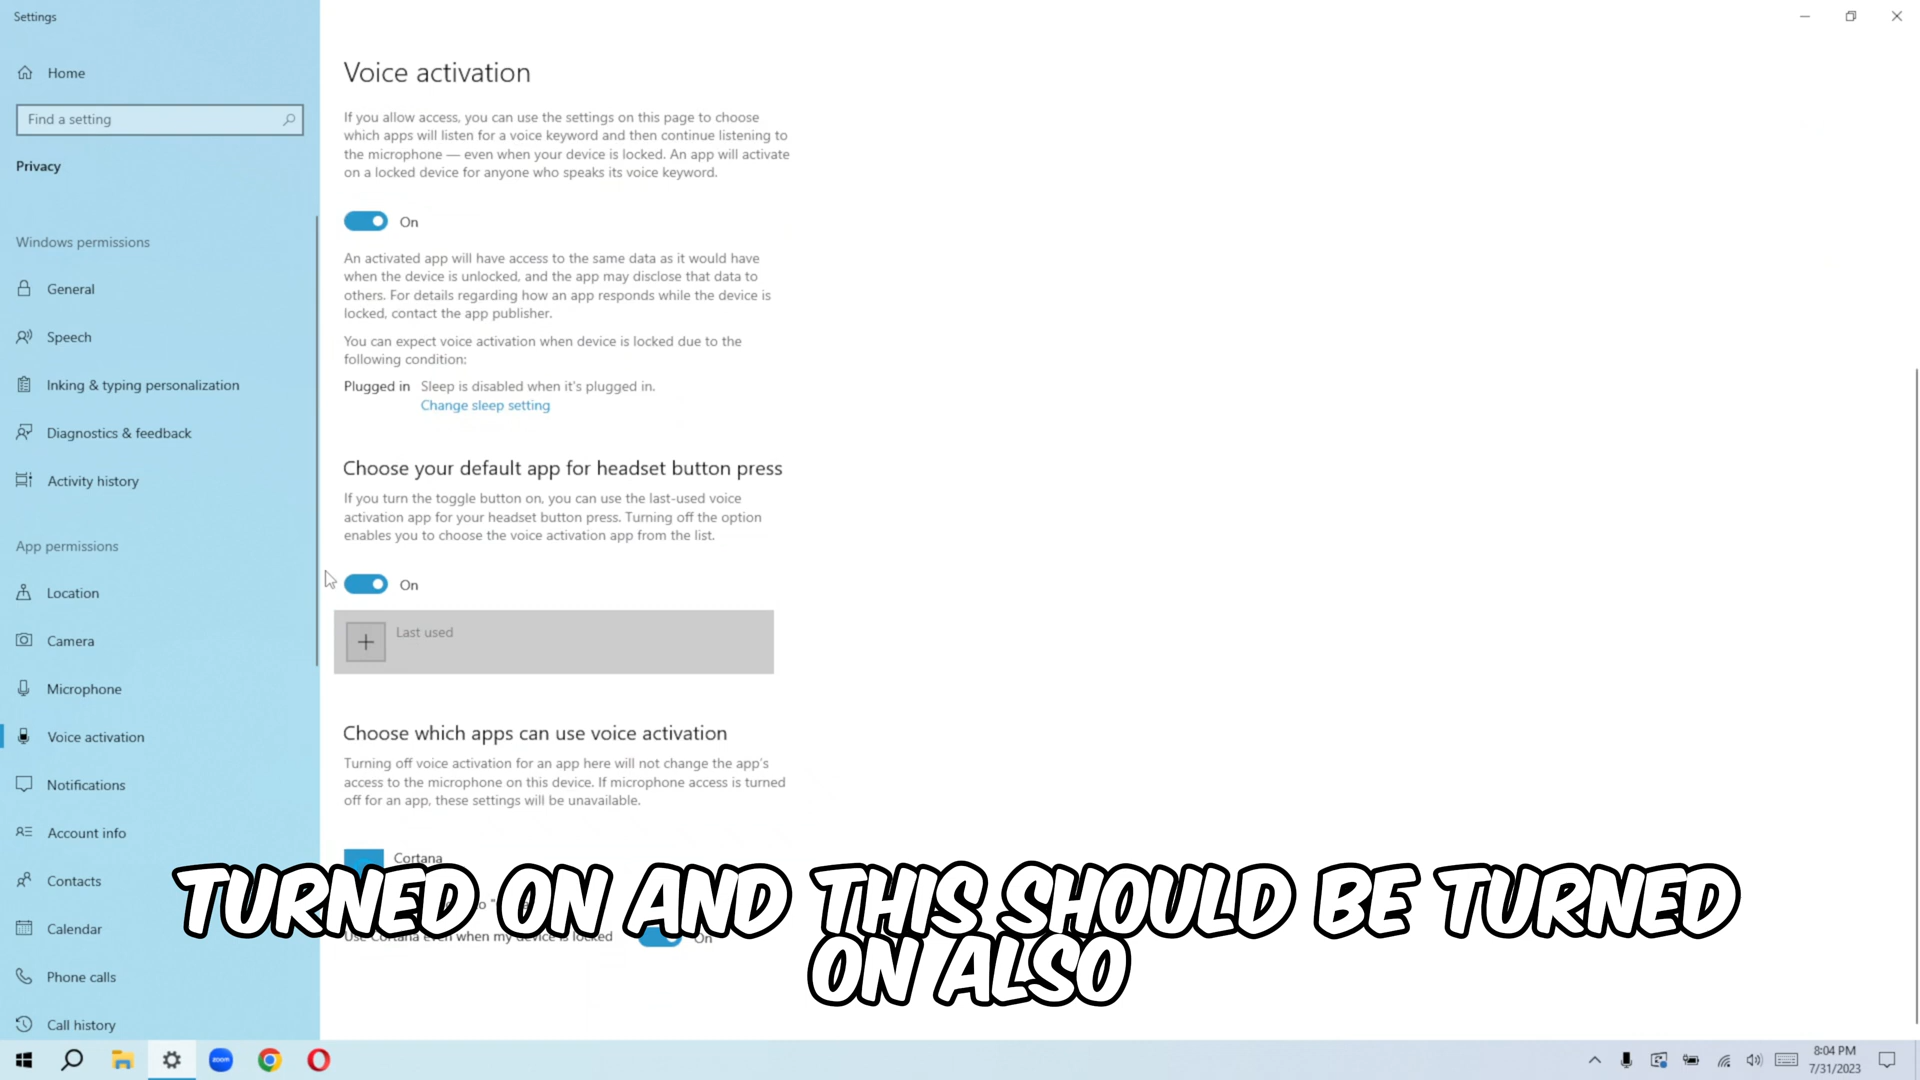 Settings
Home
Find a setting
Privacy
Windows permissions
General
Speech
Inking & typing personalization
Diagnostics & feedback
Activity history
App permissions
Location
Camera
Microphone
Voice activation
Notifications
Account info
Contacts
Calendar
Phone calls
Call history
Voice activation
If you allow access, you can use the settings on this page to choose
which apps will listen for a voice keyword and then continue listening to
the microphone — even when your device is locked. An app will activate
on a locked device for anyone who speaks its voice keyword.
On
An activated app will have access to the same data as it would have
when the device is unlocked, and the app may disclose that data to
others. For details regarding how an app responds while the device is
locked, contact the app publisher.
You can expect voice activation when device is locked due to the
following condition:
Plugged in Sleep is disabled when it's plugged in.
Change sleep setting
Choose your default app for headset button press
If you turn the toggle button on, you can use the last-used voice
activation app for your headset button press. Turning off the option
enables you to choose the voice activation app from the list.
On
Last used
Choose which apps can use voice activation
Turning off voice activation for an app here will not change the app's
access to the microphone on this device. If microphone access is turned
off for an app, these settings will be unavailable.
Cortana
Use Cortana even when my device is locked On
TURNED ON AND THIS SHOULD BE TURNED
ON ALSO
zoom
8:04 PM
7/31/2023